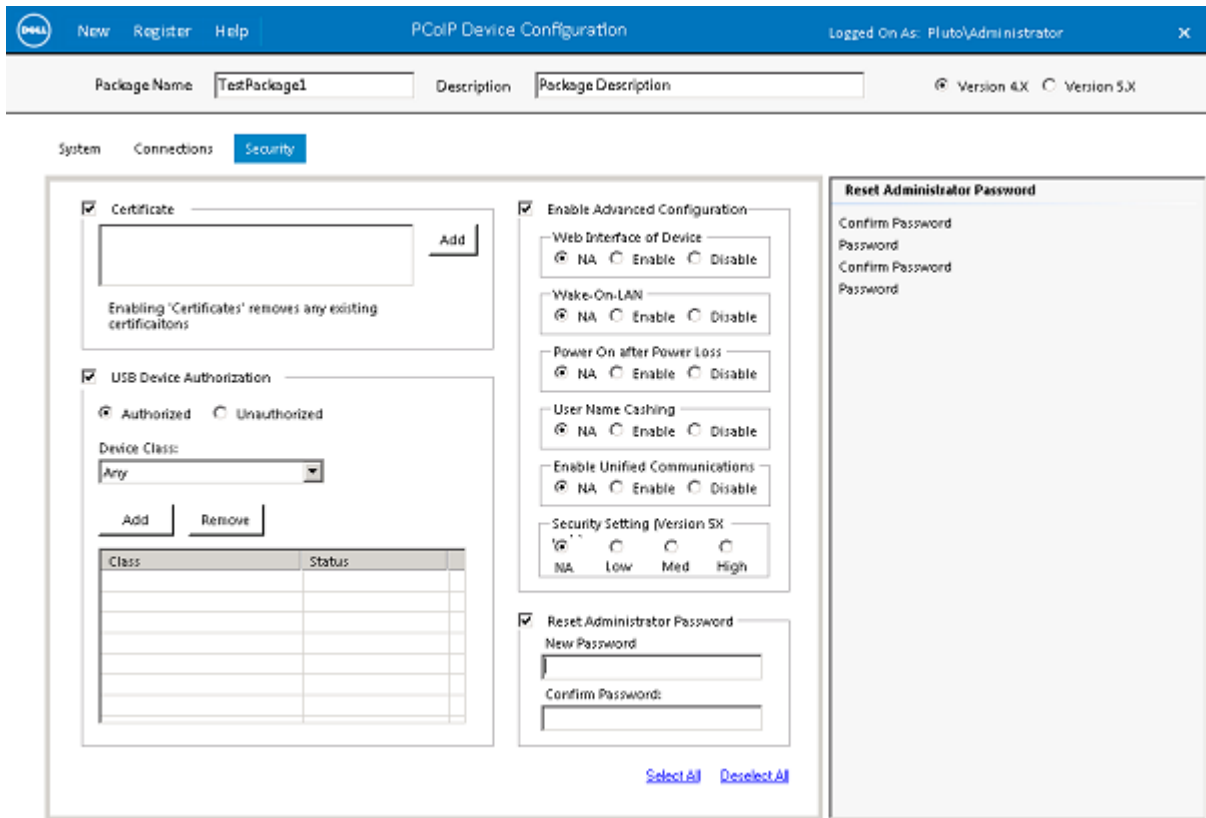 DELL New Register Help PCoIP Device Configuration Logged On As: Pluto\Administrator
Package Name TestPackage1 Description Package Description Version 4.X Version 5.X
System Connections Security
Certificate
Add
Enabling 'Certificates' removes any existing
certificaitons
USB Device Authorization
Authorized Unauthorized
Device Class:
Any
Add Remove
Class Status
Enable Advanced Configuration
Web Interface of Device
NA Enable Disable
Wake-On-LAN
NA Enable Disable
Power On after Power Loss
NA Enable Disable
User Name Cashing
NA Enable Disable
Enable Unified Communications
NA Enable Disable
Security Setting (Version 5X
NA Low Med High
Reset Administrator Password
New Password
Confirm Password:
Select All Deselect All
Reset Administrator Password
Confirm Password
Password
Confirm Password
Password